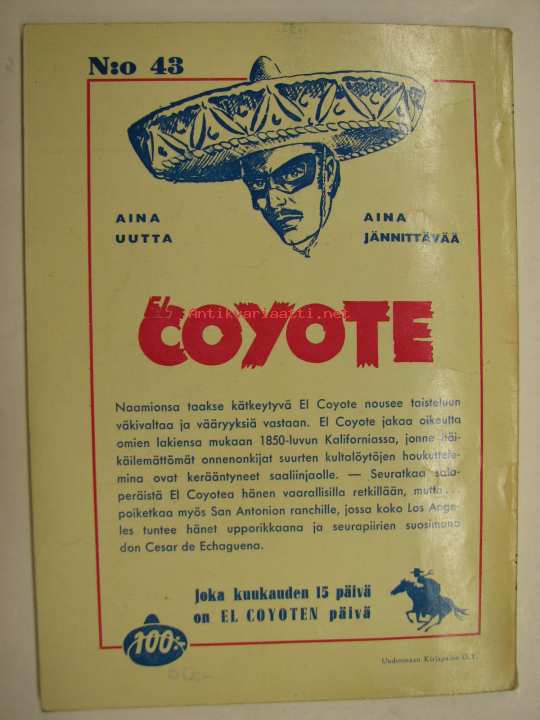 N:o 43
AINA
UUTTA
AINA
JÄNNITTÄVÄÄ
Antikvariaatti.net
EL
COYOTE
Naamionsa taakse kätkeytyvä El Coyote nousee taisteluun
väkivaltaa ja vääryyksiä vastaan. El Coyote jakaa oikeutta
omien lakiensa mukaan 1850-luvun Kaliforniassa, jonne häi-
käilemättömät onnenonkijat suurten kultalöytöjen houkuttele-
mina ovat kerääntyneet saaliinjaolle. — Seuratkaa sala-
peräistä El Coyotea hänen vaarallisilla retkillään, mutta...
poiketkaa myös San Antonion ranchille, jossa koko Los Ange-
les tuntee hänet upporikkaana ja seurapiirien suosimana
don Cesar de Echaguena.
Joka kuukauden 15 päivä
on EL COYOTEN päivä
100:-
Uudenmaan Kirjapaino O.Y.